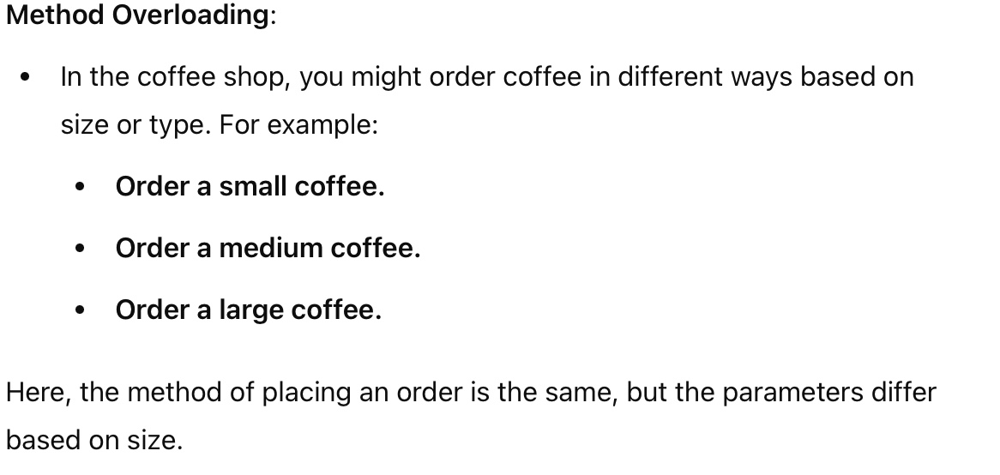 Method Overloading:
• In the coffee shop, you might order coffee in different ways based on
size or type. For example:
• Order a small coffee.
• Order a medium coffee.
• Order a large coffee.
Here, the method of placing an order is the same, but the parameters differ
based on size.